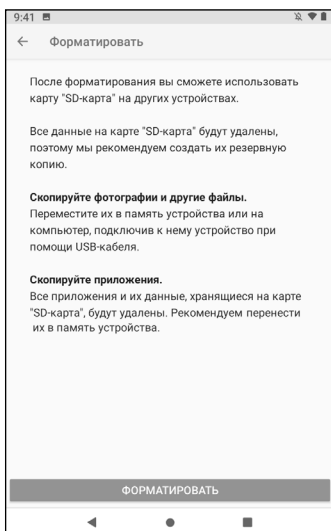 9:41
Форматировать
После форматирования вы сможете использовать
карту "SD-карта" на других устройствах.
Все данные на карте "SD-карта" будут удалены,
поэтому мы рекомендуем создать их резервную
копию.
Скопируйте фотографии и другие файлы.
Переместите их в память устройства или на
компьютер, подключив к нему устройство при
помощи USB-кабеля.
Скопируйте приложения.
Все приложения и их данные, хранящиеся на карте
"SD-карта", будут удалены. Рекомендуем перенести
их в память устройства.
ФОРМАТИРОВАТЬ